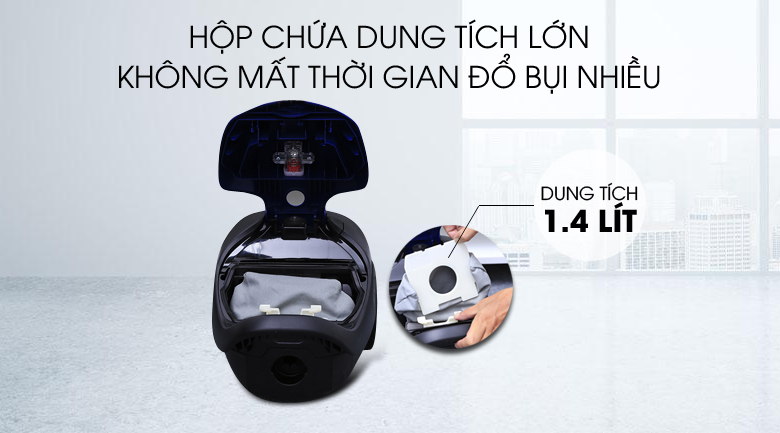 HỘP CHỨA DUNG TÍCH LỚN
KHÔNG MẤT THỜI GIAN ĐỔ BỤI NHIỀU
DUNG TÍCH
1.4 LÍT